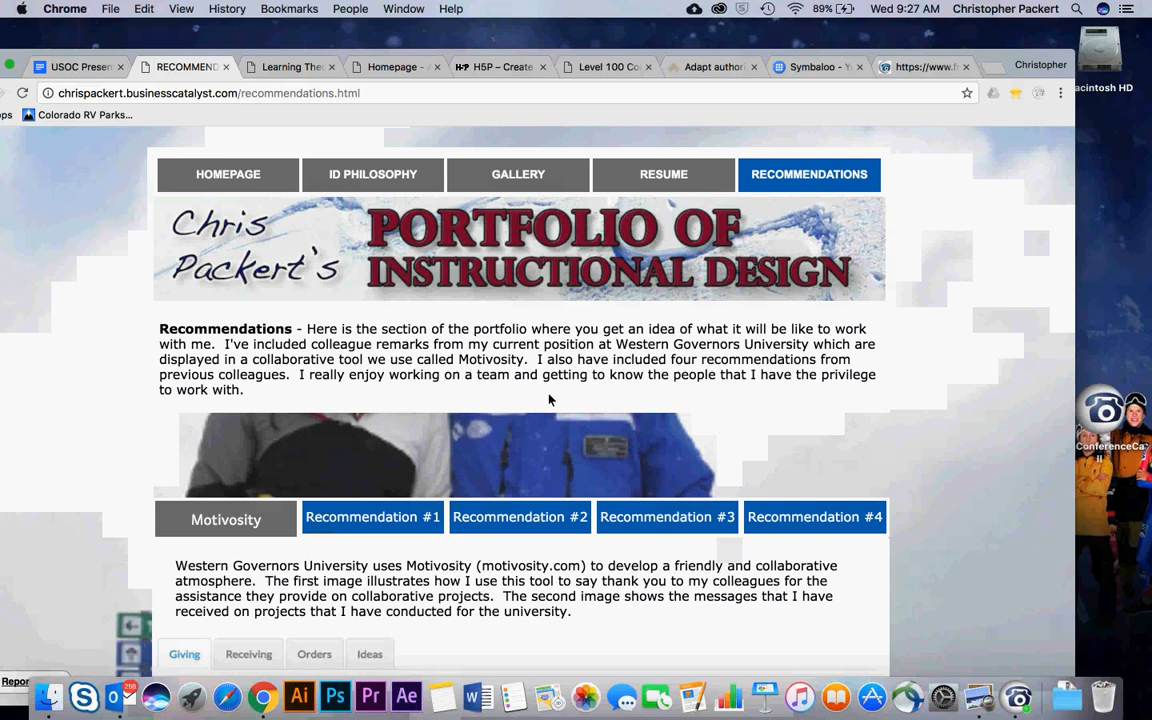 Chrome File Edit View History Bookmarks People Window Help 89% Wed 9:27 AM Christopher Packert
USOC Presen RECOMMEND Learning Theo Homepage - A H5P – Create Level 100 Co Adapt author Symbaloo - Yo https://www.f Christopher
acintosh HD
chrispackert.businesscatalyst.com/recommendations.html
ops Colorado RV Parks...
HOMEPAGE ID PHILOSOPHY GALLERY RESUME RECOMMENDATIONS
Chris Packert's
PORTFOLIO OF
INSTRUCTIONAL DESIGN
Recommendations - Here is the section of the portfolio where you get an idea of what it will be like to work
with me. I've included colleague remarks from my current position at Western Governors University which are
displayed in a collaborative tool we use called Motivosity. I also have included four recommendations from
previous colleagues. I really enjoy working on a team and getting to know the people that I have the privilege
to work with.
ConferenceCa
ll
Motivosity Recommendation #1 Recommendation #2 Recommendation #3 Recommendation #4
Western Governors University uses Motivosity (motivosity.com) to develop a friendly and collaborative
atmosphere. The first image illustrates how I use this tool to say thank you to my colleagues for the
assistance they provide on collaborative projects. The second image shows the messages that I have
received on projects that I have conducted for the university.
Giving Receiving Orders Ideas
Repor
258
Ai Ps Pr Ae